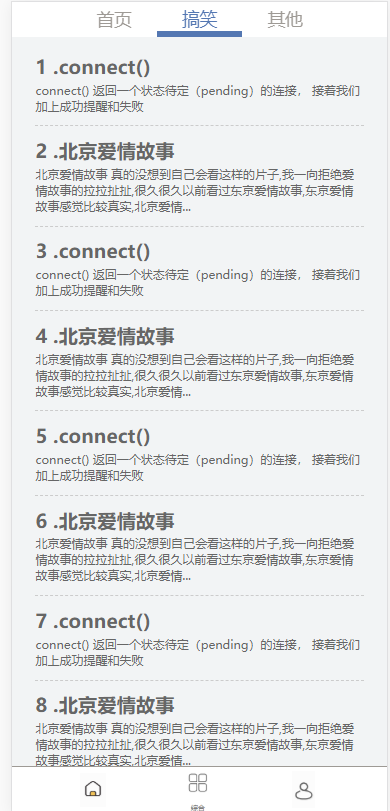 首页 搞笑 其他
1 .connect()
connect() 返回一个状态待定（pending）的连接， 接着我们
加上成功提醒和失败
2 .北京爱情故事
北京爱情故事 真的没想到自己会看这样的片子,我一向拒绝爱
情故事的拉拉扯扯,很久很久以前看过东京爱情故事,东京爱情
故事感觉比较真实,北京爱情...
3 .connect()
connect() 返回一个状态待定（pending）的连接， 接着我们
加上成功提醒和失败
4 .北京爱情故事
北京爱情故事 真的没想到自己会看这样的片子,我一向拒绝爱
情故事的拉拉扯扯,很久很久以前看过东京爱情故事,东京爱情
故事感觉比较真实,北京爱情...
5 .connect()
connect() 返回一个状态待定（pending）的连接， 接着我们
加上成功提醒和失败
6 .北京爱情故事
北京爱情故事 真的没想到自己会看这样的片子,我一向拒绝爱
情故事的拉拉扯扯,很久很久以前看过东京爱情故事,东京爱情
故事感觉比较真实,北京爱情...
7 .connect()
connect() 返回一个状态待定（pending）的连接， 接着我们
加上成功提醒和失败
8 .北京爱情故事
北京爱情故事 真的没想到自己会看这样的片子,我一向拒绝爱
情故事的拉拉扯扯,很久很久以前看过东京爱情故事,东京爱情
故事感觉比较真实,北京爱情...
综合